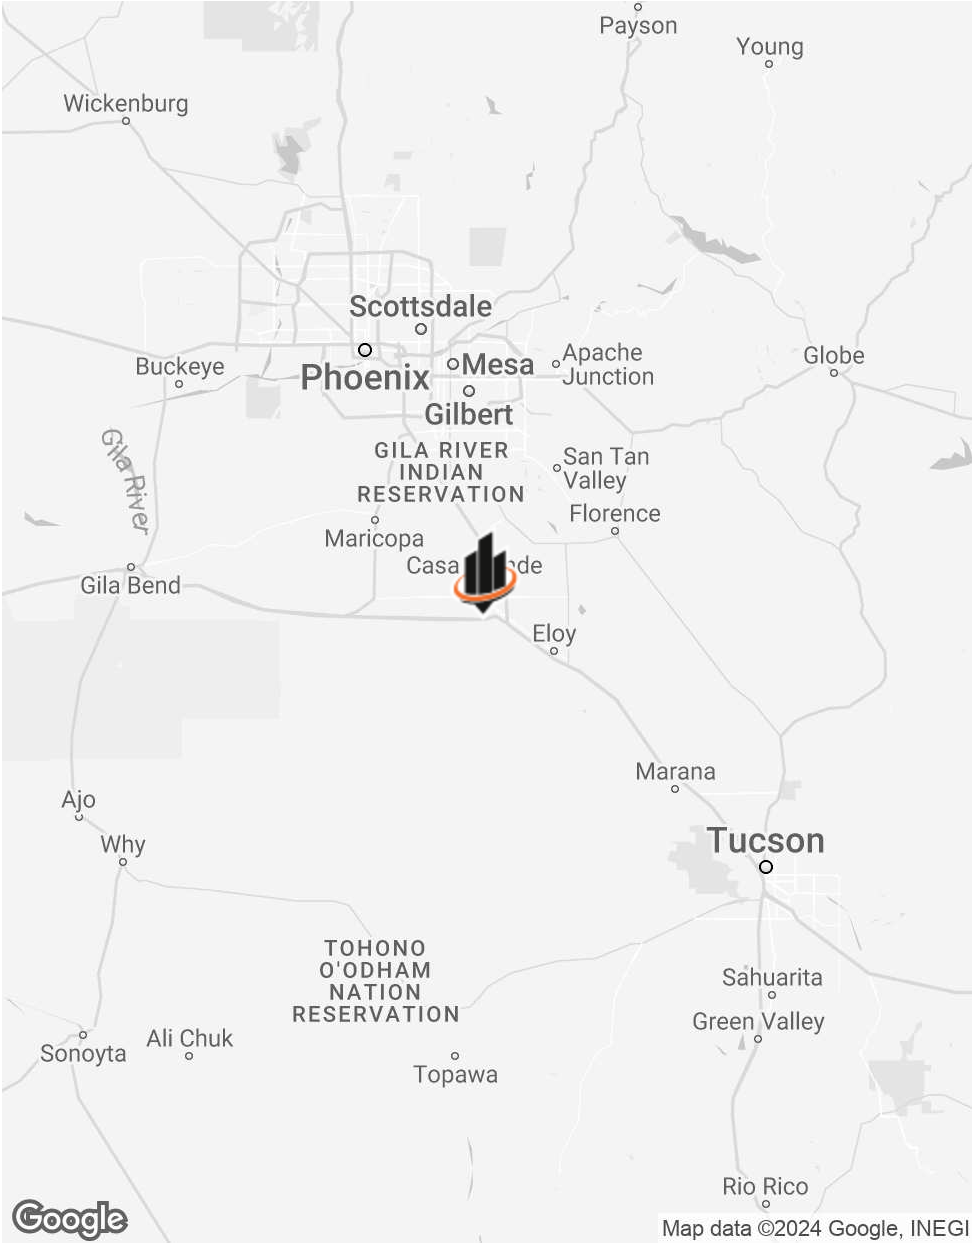 Payson
Young
Wickenburg
Scottsdale
Phoenix
Mesa
Apache
Junction
Globe
Buckeye
Gilbert
GILA RIVER
INDIAN
RESERVATION
San Tan
Valley
Gila River
Florence
Maricopa
Casa nde
Gila Bend
Eloy
Marana
Ajo
Tucson
Why
TOHONO
O'ODHAM
NATION
RESERVATION
Sahuarita
Green Valley
Ali Chuk
Sonoyta
Topawa
Rio Rico
Google
Map data ©2024 Google, INEGI